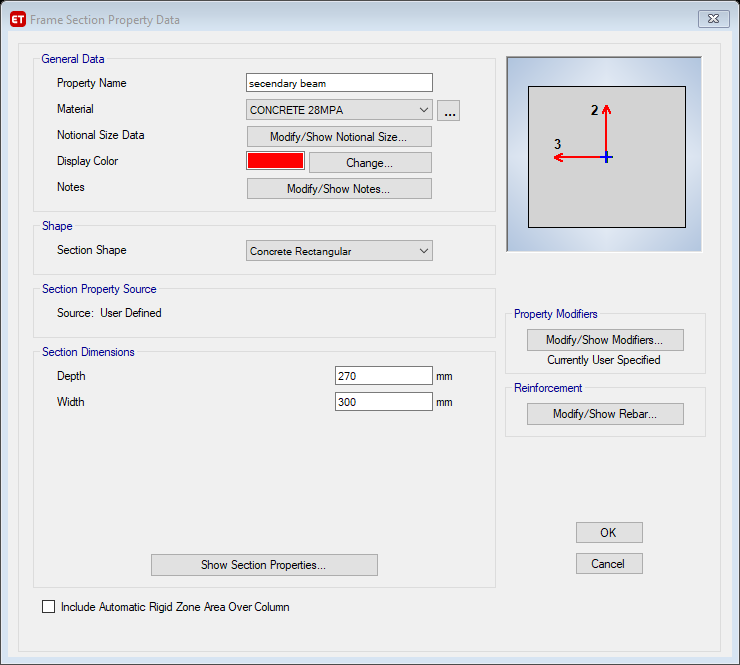 ET Frame Section Property Data
General Data
Property Name secendary beam
Material CONCRETE 28MPA ...
Notional Size Data Modify/Show Notional Size...
Display Color Change...
Notes Modify/Show Notes...
Shape
Section Shape Concrete Rectangular
Section Property Source
Source: User Defined
Section Dimensions
Depth 270 mm
Width 300 mm
Show Section Properties...
Include Automatic Rigid Zone Area Over Column
2
3
Property Modifiers
Modify/Show Modifiers...
Currently User Specified
Reinforcement
Modify/Show Rebar...
OK
Cancel